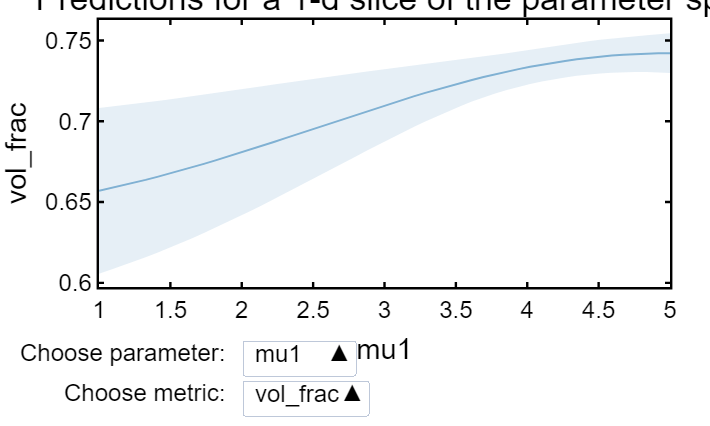 Predictions for a 1-d slice of the parameter sp
0.75
0.7
0.65
0.6
vol_frac
1 1.5 2 2.5 3 3.5 4 4.5 5
mu1
Choose parameter: mu1 ▲
Choose metric: vol_frac ▲